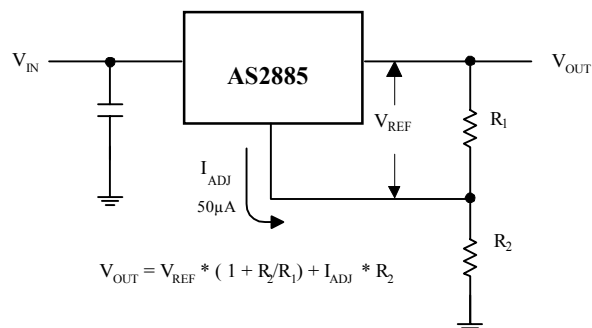 V_IN
AS2885
V_OUT
V_REF
R_1
I_ADJ
50µA
R_2
V_OUT = V_REF * ( 1 + R_2/R_1) + I_ADJ * R_2